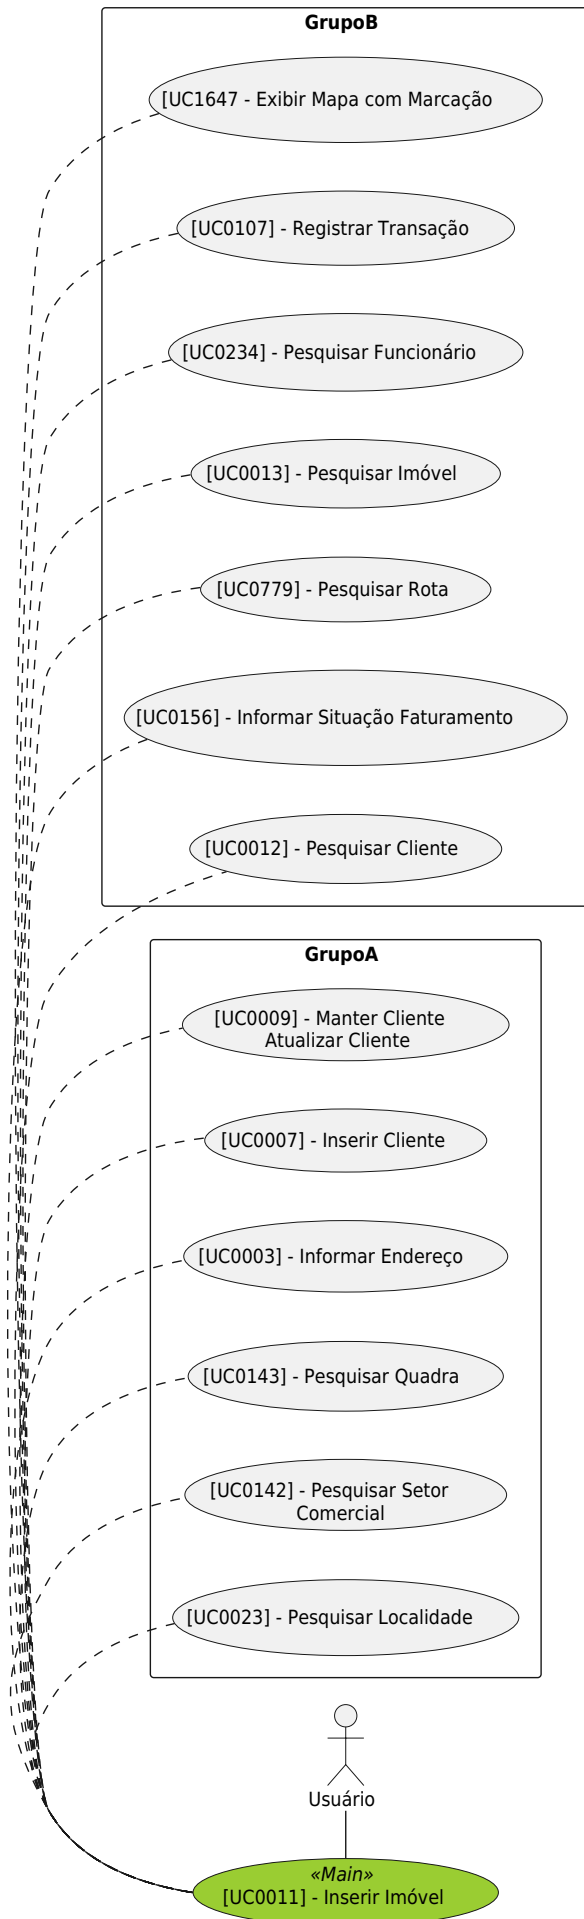 GrupoB
[UC1647 - Exibir Mapa com Marcação
[UC0107] - Registrar Transação
[UC0234] - Pesquisar Funcionário
[UC0013] - Pesquisar Imóvel
[UC0779] - Pesquisar Rota
[UC0156] - Informar Situação Faturamento
[UC0012] - Pesquisar Cliente
GrupoA
[UC0009] - Manter Cliente
Atualizar Cliente
[UC0007] - Inserir Cliente
[UC0003] - Informar Endereço
[UC0143] - Pesquisar Quadra
[UC0142] - Pesquisar Setor
Comercial
[UC0023] - Pesquisar Localidade
Usuário
«Main»
[UC0011] - Inserir Imóvel